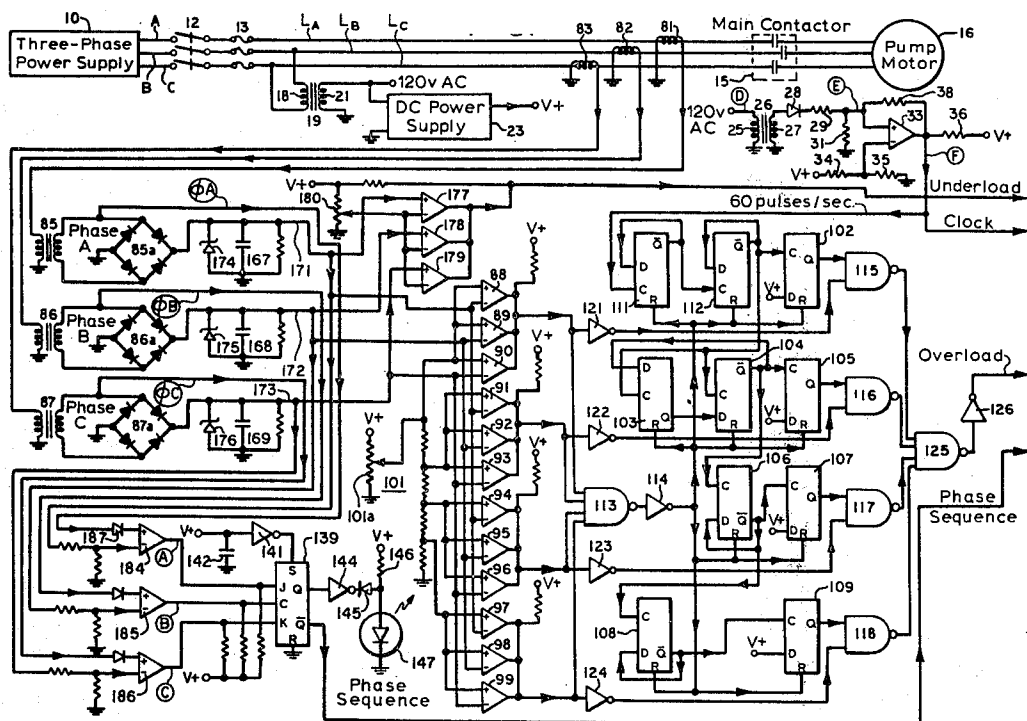 10 A 12 13 L_A L_B L_C 83 82 81 Main Contactor 16
Three-Phase Power Supply
B C
Pump Motor
15
18 21 120v AC
19
DC Power Supply
V+
23
D 26 28 E 38
120v AC
25 27 29 31 33 36 V+
V+ 34 35 F
ΦA V+ 180 177 Underload
60 pulses/sec.
Clock
85 Phase A 85a 174 167 171 178 179
Q̄ D C R 111
Q̄ D C R 112
102 C Q V+ D R 115
88 V+
ΦB
86 Phase B 86a 175 168 172 89 90 121
104
D C Q R 103
Q̄ D C R
105 C Q V+ D R 116
Overload
126
V+
ΦC 173 91 122
87 Phase C 87a 176 169 92 93
V+
101
101a
94 95 96
V+
113 114
106 C D Q̄ R
107 C Q V+ D R 117
125
Phase Sequence
187 184 A V+ 141 142 139 144 146 V+
S J Q C K Q̄ R
145
185 B
147
Phase Sequence
186 C V+
97 98 99
V+
123 124
C D Q̄ R 108
109 C Q V+ D R 118